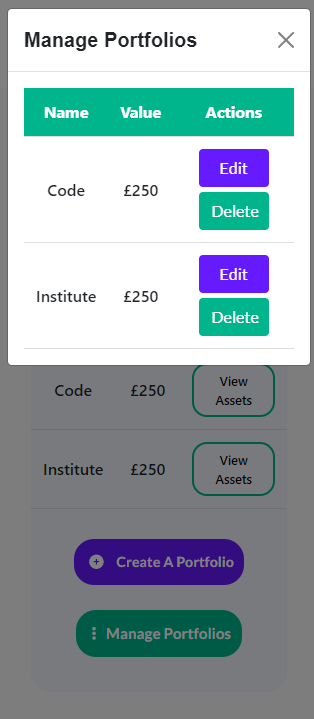 Manage Portfolios
Name Value Actions
Code £250 Edit
Delete
Institute £250 Edit
Delete
Code £250 View Assets
Institute £250 View Assets
Create A Portfolio
Manage Portfolios